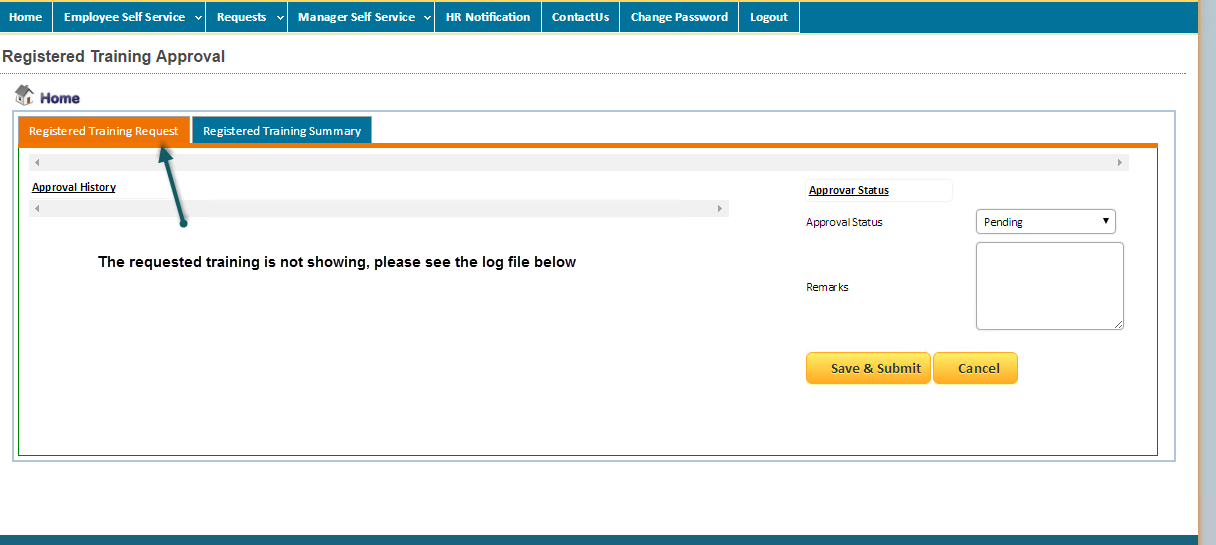 Home Employee Self Service Requests Manager Self Service HR Notification ContactUs Change Password Logout
Registered Training Approval
Home
Registered Training Request Registered Training Summary
Approval History
Approvar Status
Approval Status Pending
The requested training is not showing, please see the log file below
Remarks
Save & Submit Cancel